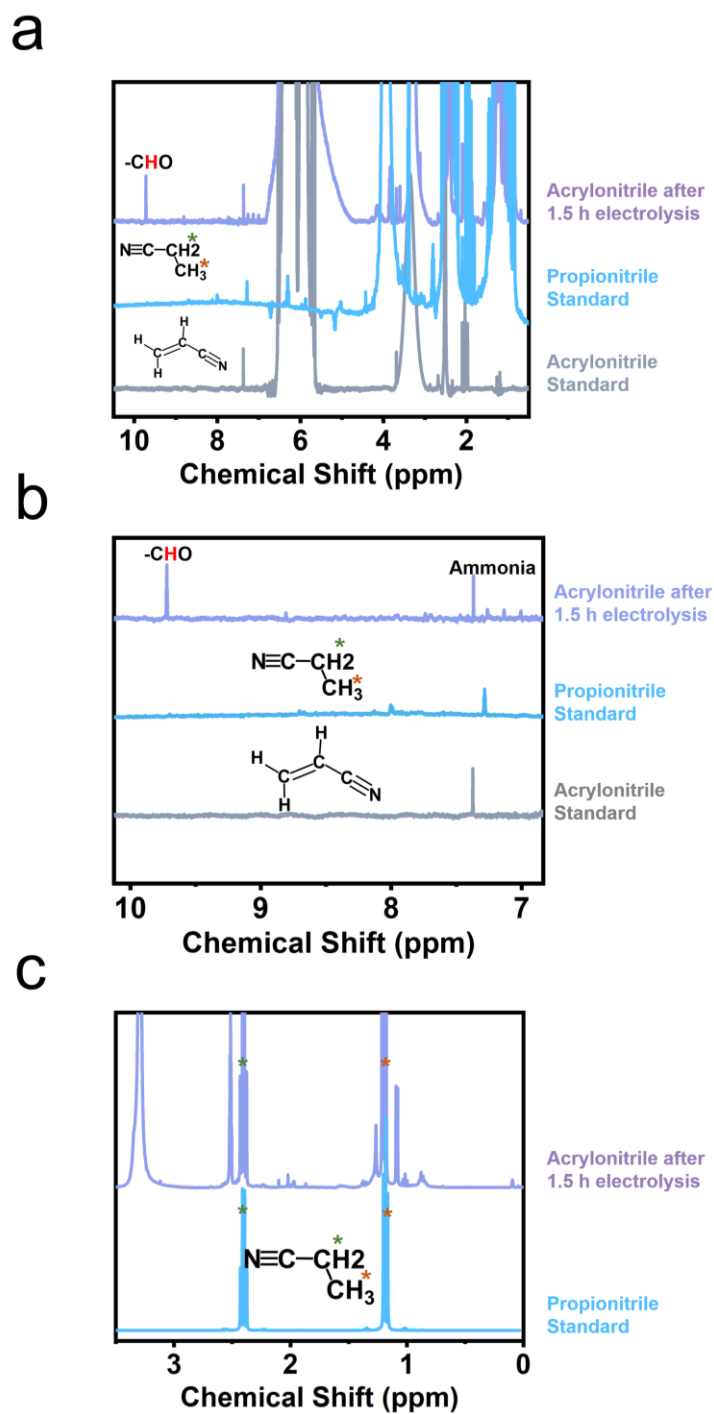 a
-CHO
N≡C-CH2
*
CH3
*
H
H
H
C≡N
Acrylonitrile after
1.5 h electrolysis
Propionitrile
Standard
Acrylonitrile
Standard
10 8 6 4 2
Chemical Shift (ppm)
b
-CHO
Ammonia
N≡C-CH2
*
CH3
*
H
H
H
C≡N
Acrylonitrile after
1.5 h electrolysis
Propionitrile
Standard
Acrylonitrile
Standard
10 9 8 7
Chemical Shift (ppm)
c
* *
* *
N≡C-CH2
*
CH3
*
Acrylonitrile after
1.5 h electrolysis
Propionitrile
Standard
3 2 1 0
Chemical Shift (ppm)